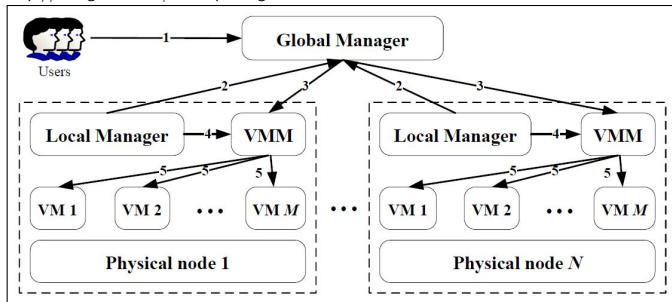 1
Global Manager
Users
2
3
2
3
Local Manager
4
VMM
Local Manager
4
VMM
5
5
5
5
5
5
VM 1
VM 2
• • •
VM M
• • •
VM 1
VM 2
• • •
VM M
Physical node 1
Physical node N